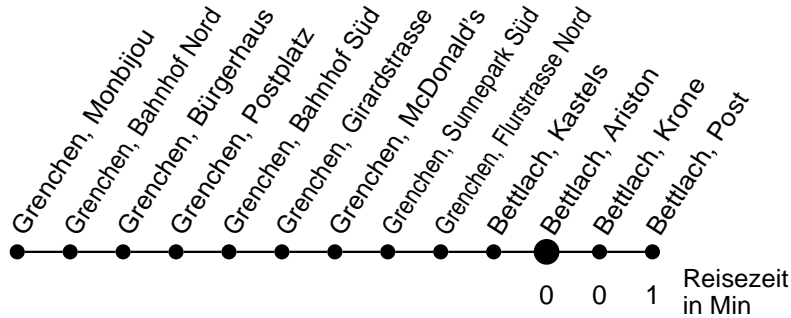 Grenchen, Monbijou
Grenchen, Bahnhof Nord
Grenchen, Bürgerhaus
Grenchen, Postplatz
Grenchen, Bahnhof Süd
Grenchen, Girardstrasse
Grenchen, McDonald's
Grenchen, Sunnepark Süd
Grenchen, Flurstrasse Nord
Bettlach, Kastels
Bettlach, Ariston
Bettlach, Krone
Bettlach, Post
0 0 1 Reisezeit
in Min